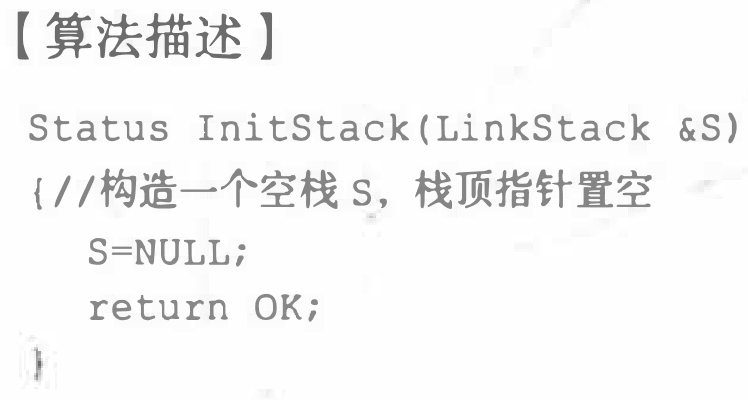 【算法描述】
Status InitStack(LinkStack &S)
{//构造一个空栈 S，栈顶指针置空
S=NULL;
return OK;
}